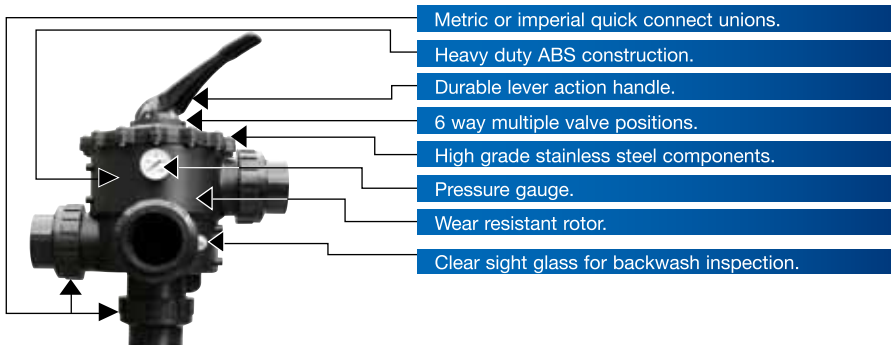 Metric or imperial quick connect unions.
Heavy duty ABS construction.
Durable lever action handle.
6 way multiple valve positions.
High grade stainless steel components.
Pressure gauge.
Wear resistant rotor.
Clear sight glass for backwash inspection.